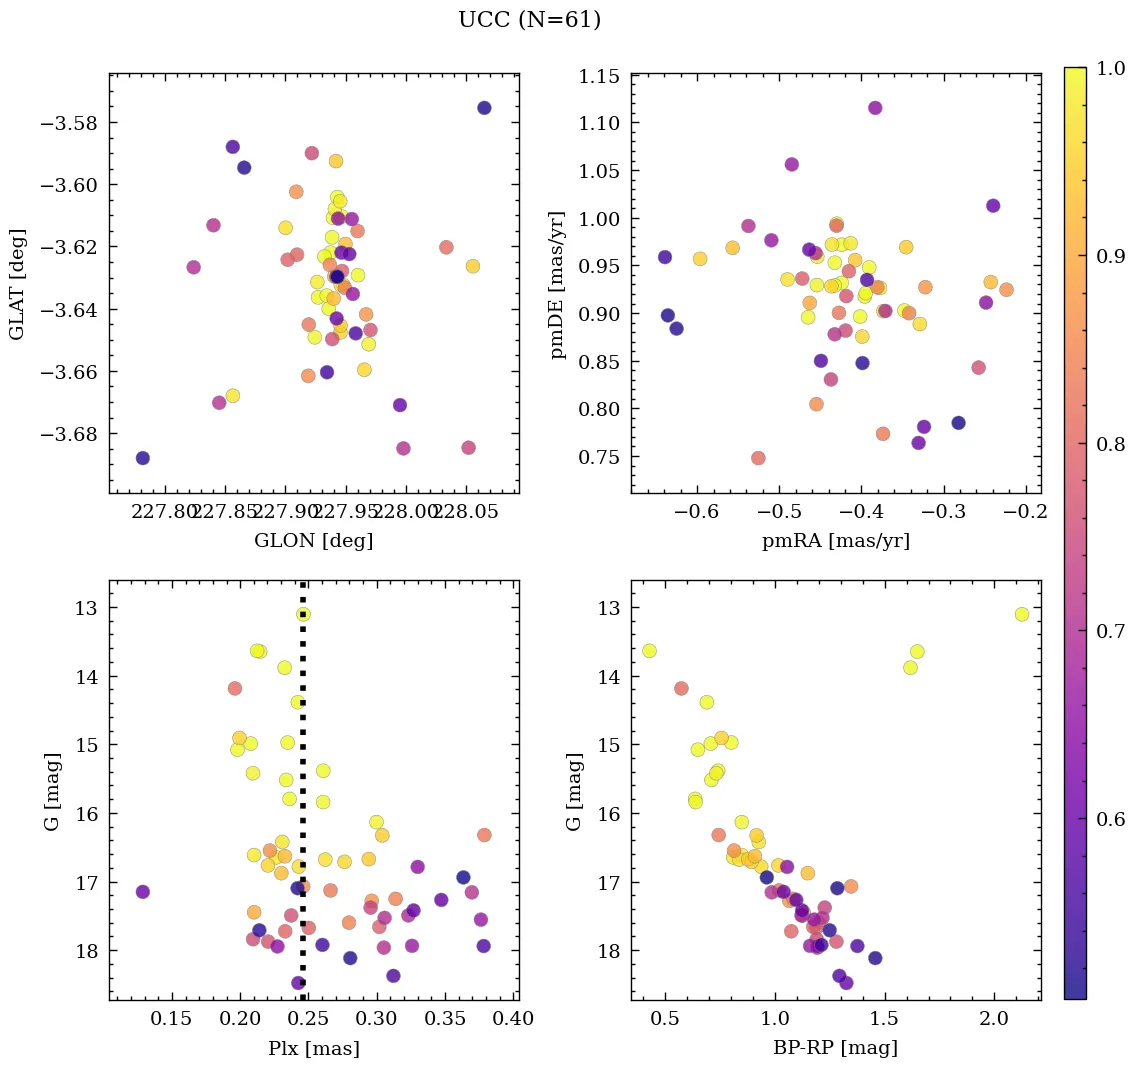 UCC (N=61)
−3.58
−3.60
−3.62
−3.64
−3.66
−3.68
GLAT [deg]
227.80 227.85 227.90 227.95 228.00 228.05
GLON [deg]
1.15
1.10
1.05
1.00
0.95
0.90
0.85
0.80
0.75
pmDE [mas/yr]
−0.6 −0.5 −0.4 −0.3 −0.2
pmRA [mas/yr]
13
14
15
16
17
18
G [mag]
0.15 0.20 0.25 0.30 0.35 0.40
Plx [mas]
13
14
15
16
17
18
G [mag]
0.5 1.0 1.5 2.0
BP-RP [mag]
1.0
0.9
0.8
0.7
0.6